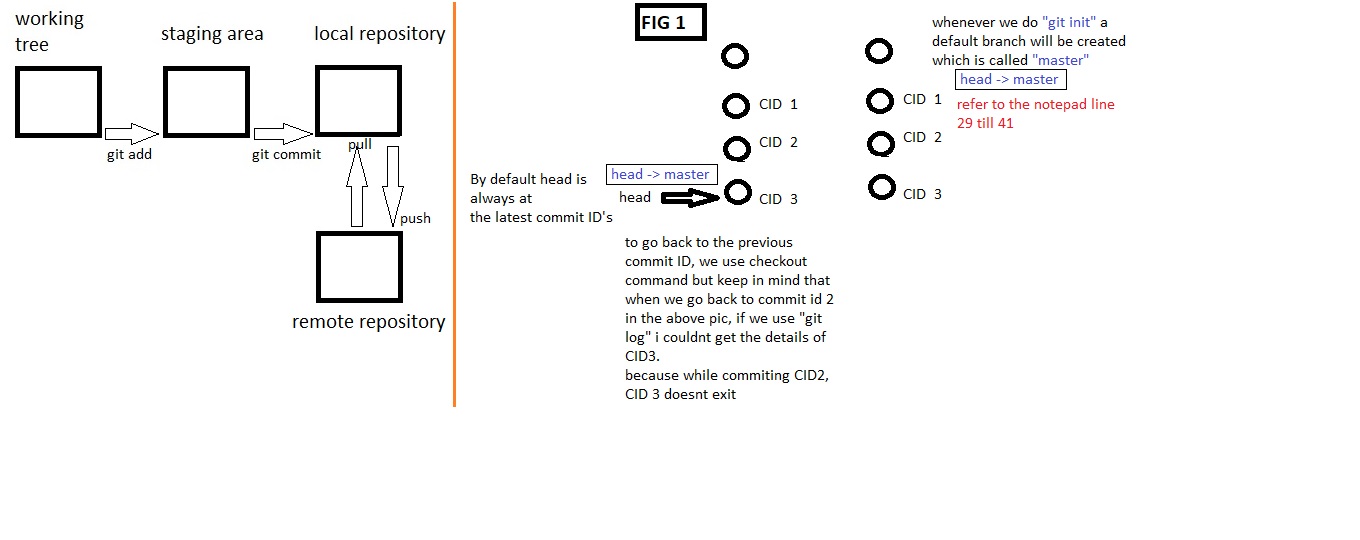 working
tree
staging area
local repository
git add
git commit
pull
push
remote repository
FIG 1
CID 1
CID 2
By default head is
always at
the latest commit ID's
head -> master
head
CID 3
to go back to the previous
commit ID, we use checkout
command but keep in mind that
when we go back to commit id 2
in the above pic, if we use "git
log" i couldnt get the details of
CID3.
because while commiting CID2,
CID 3 doesnt exit
whenever we do "git init" a
default branch will be created
which is called "master"
head -> master
CID 1
refer to the notepad line
29 till 41
CID 2
CID 3